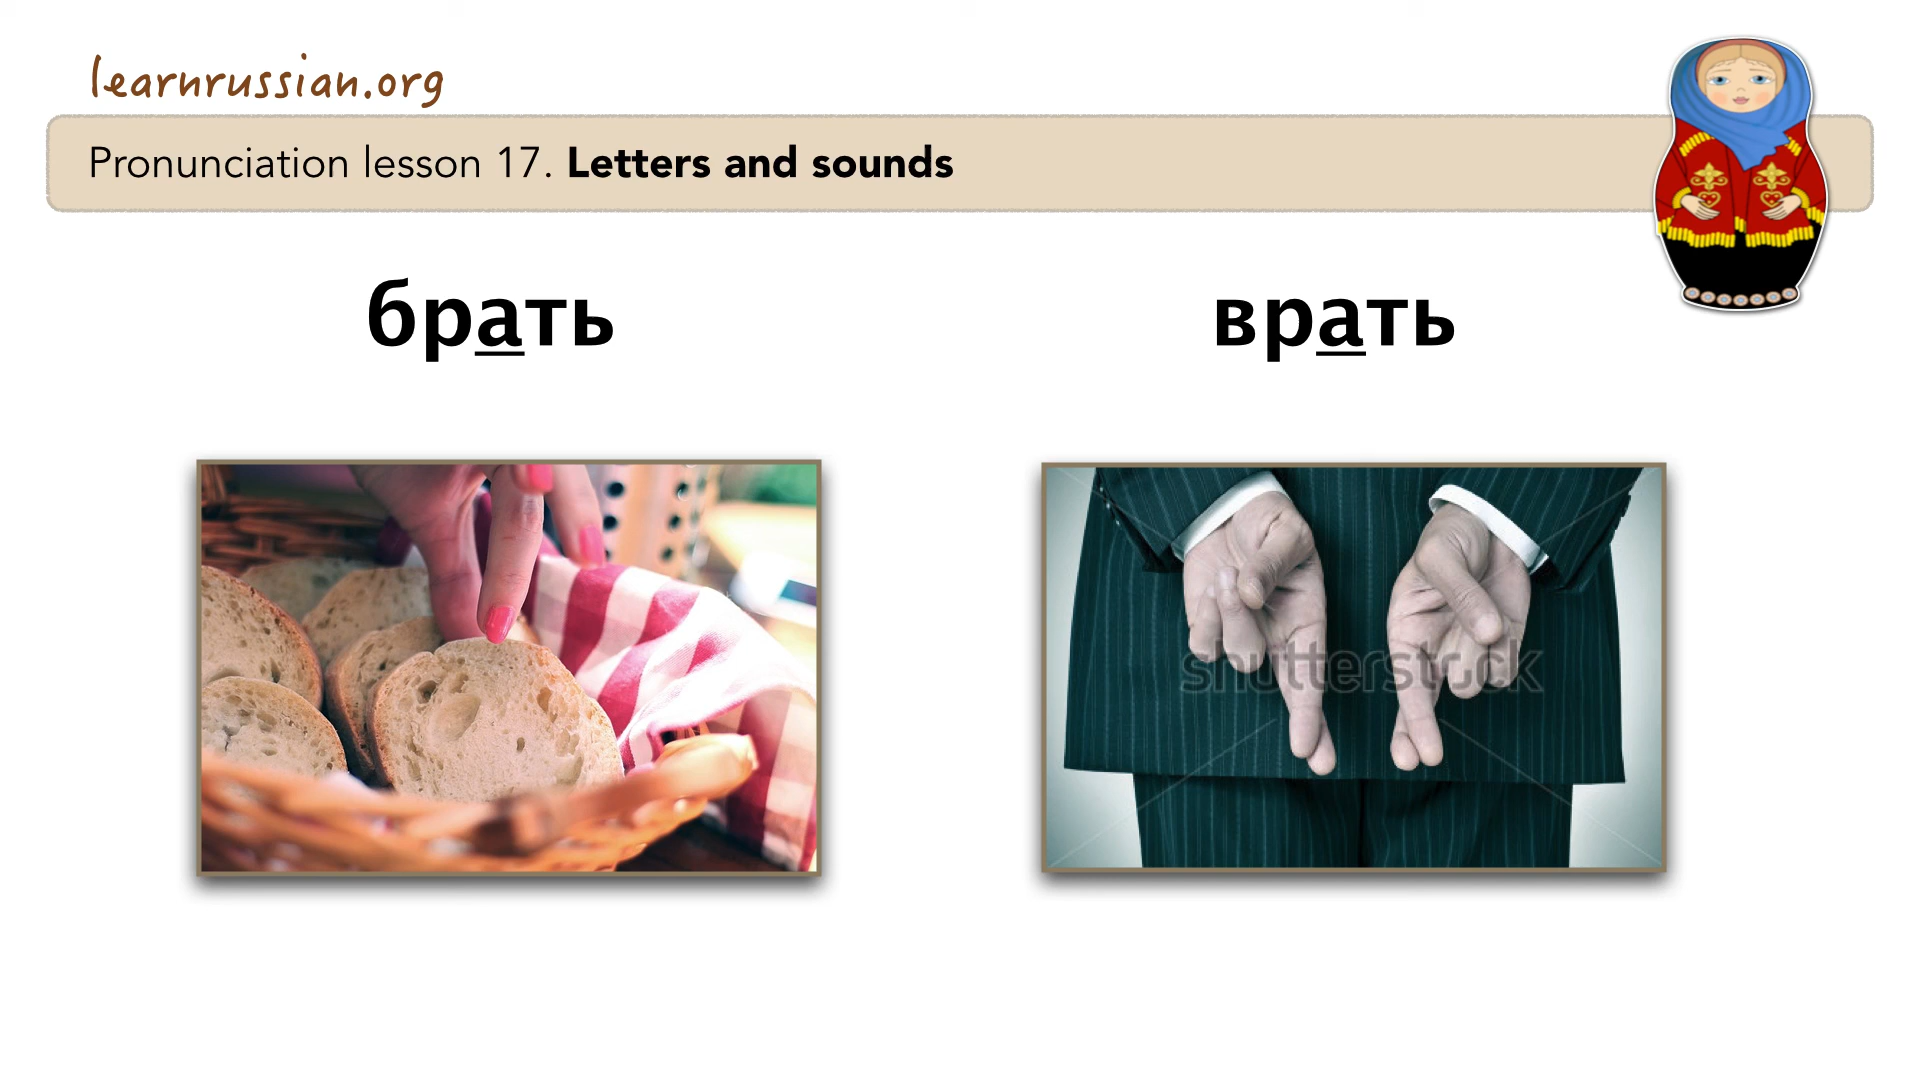 learnrussian.org
Pronunciation lesson 17. Letters and sounds
брать
врать
shutterstock